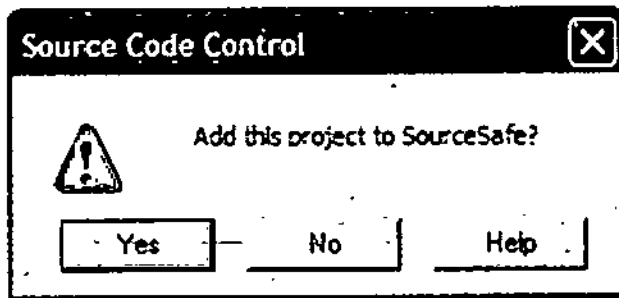 Source Code Control
Add this project to SourceSafe?
Yes No Help